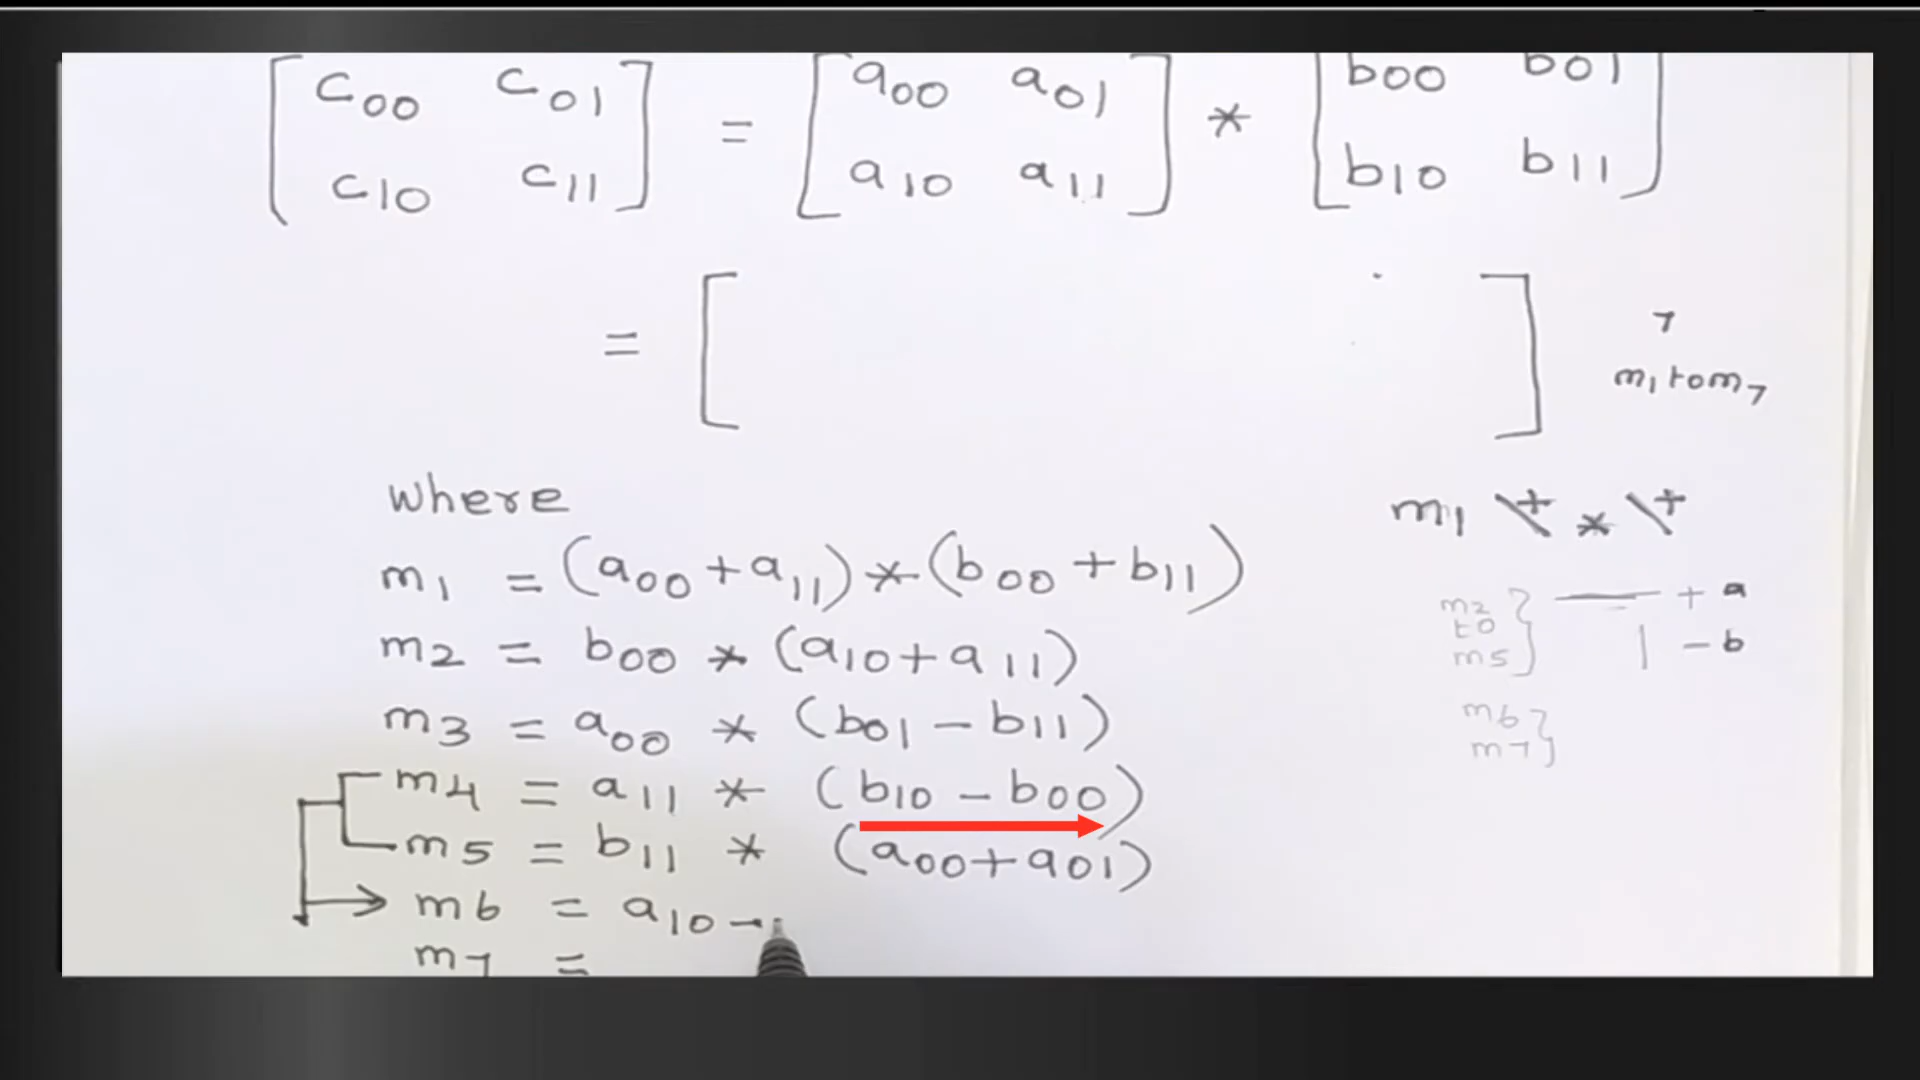 c00 c01 = a00 a01 * b00 b01
c10 c11 a10 a11 b10 b11
= [ ] 7
m1 to m7
Where
m1 \+ * \+
m1 = (a00 + a11) * (b00 + b11)
m2 to m5 } — + a
| - b
m2 = b00 * (a10 + a11)
m3 = a00 * (b01 - b11)
m6 m7 }
m4 = a11 * (b10 - b00)
m5 = b11 * (a00 + a01)
m6 = a10 -
m7 =